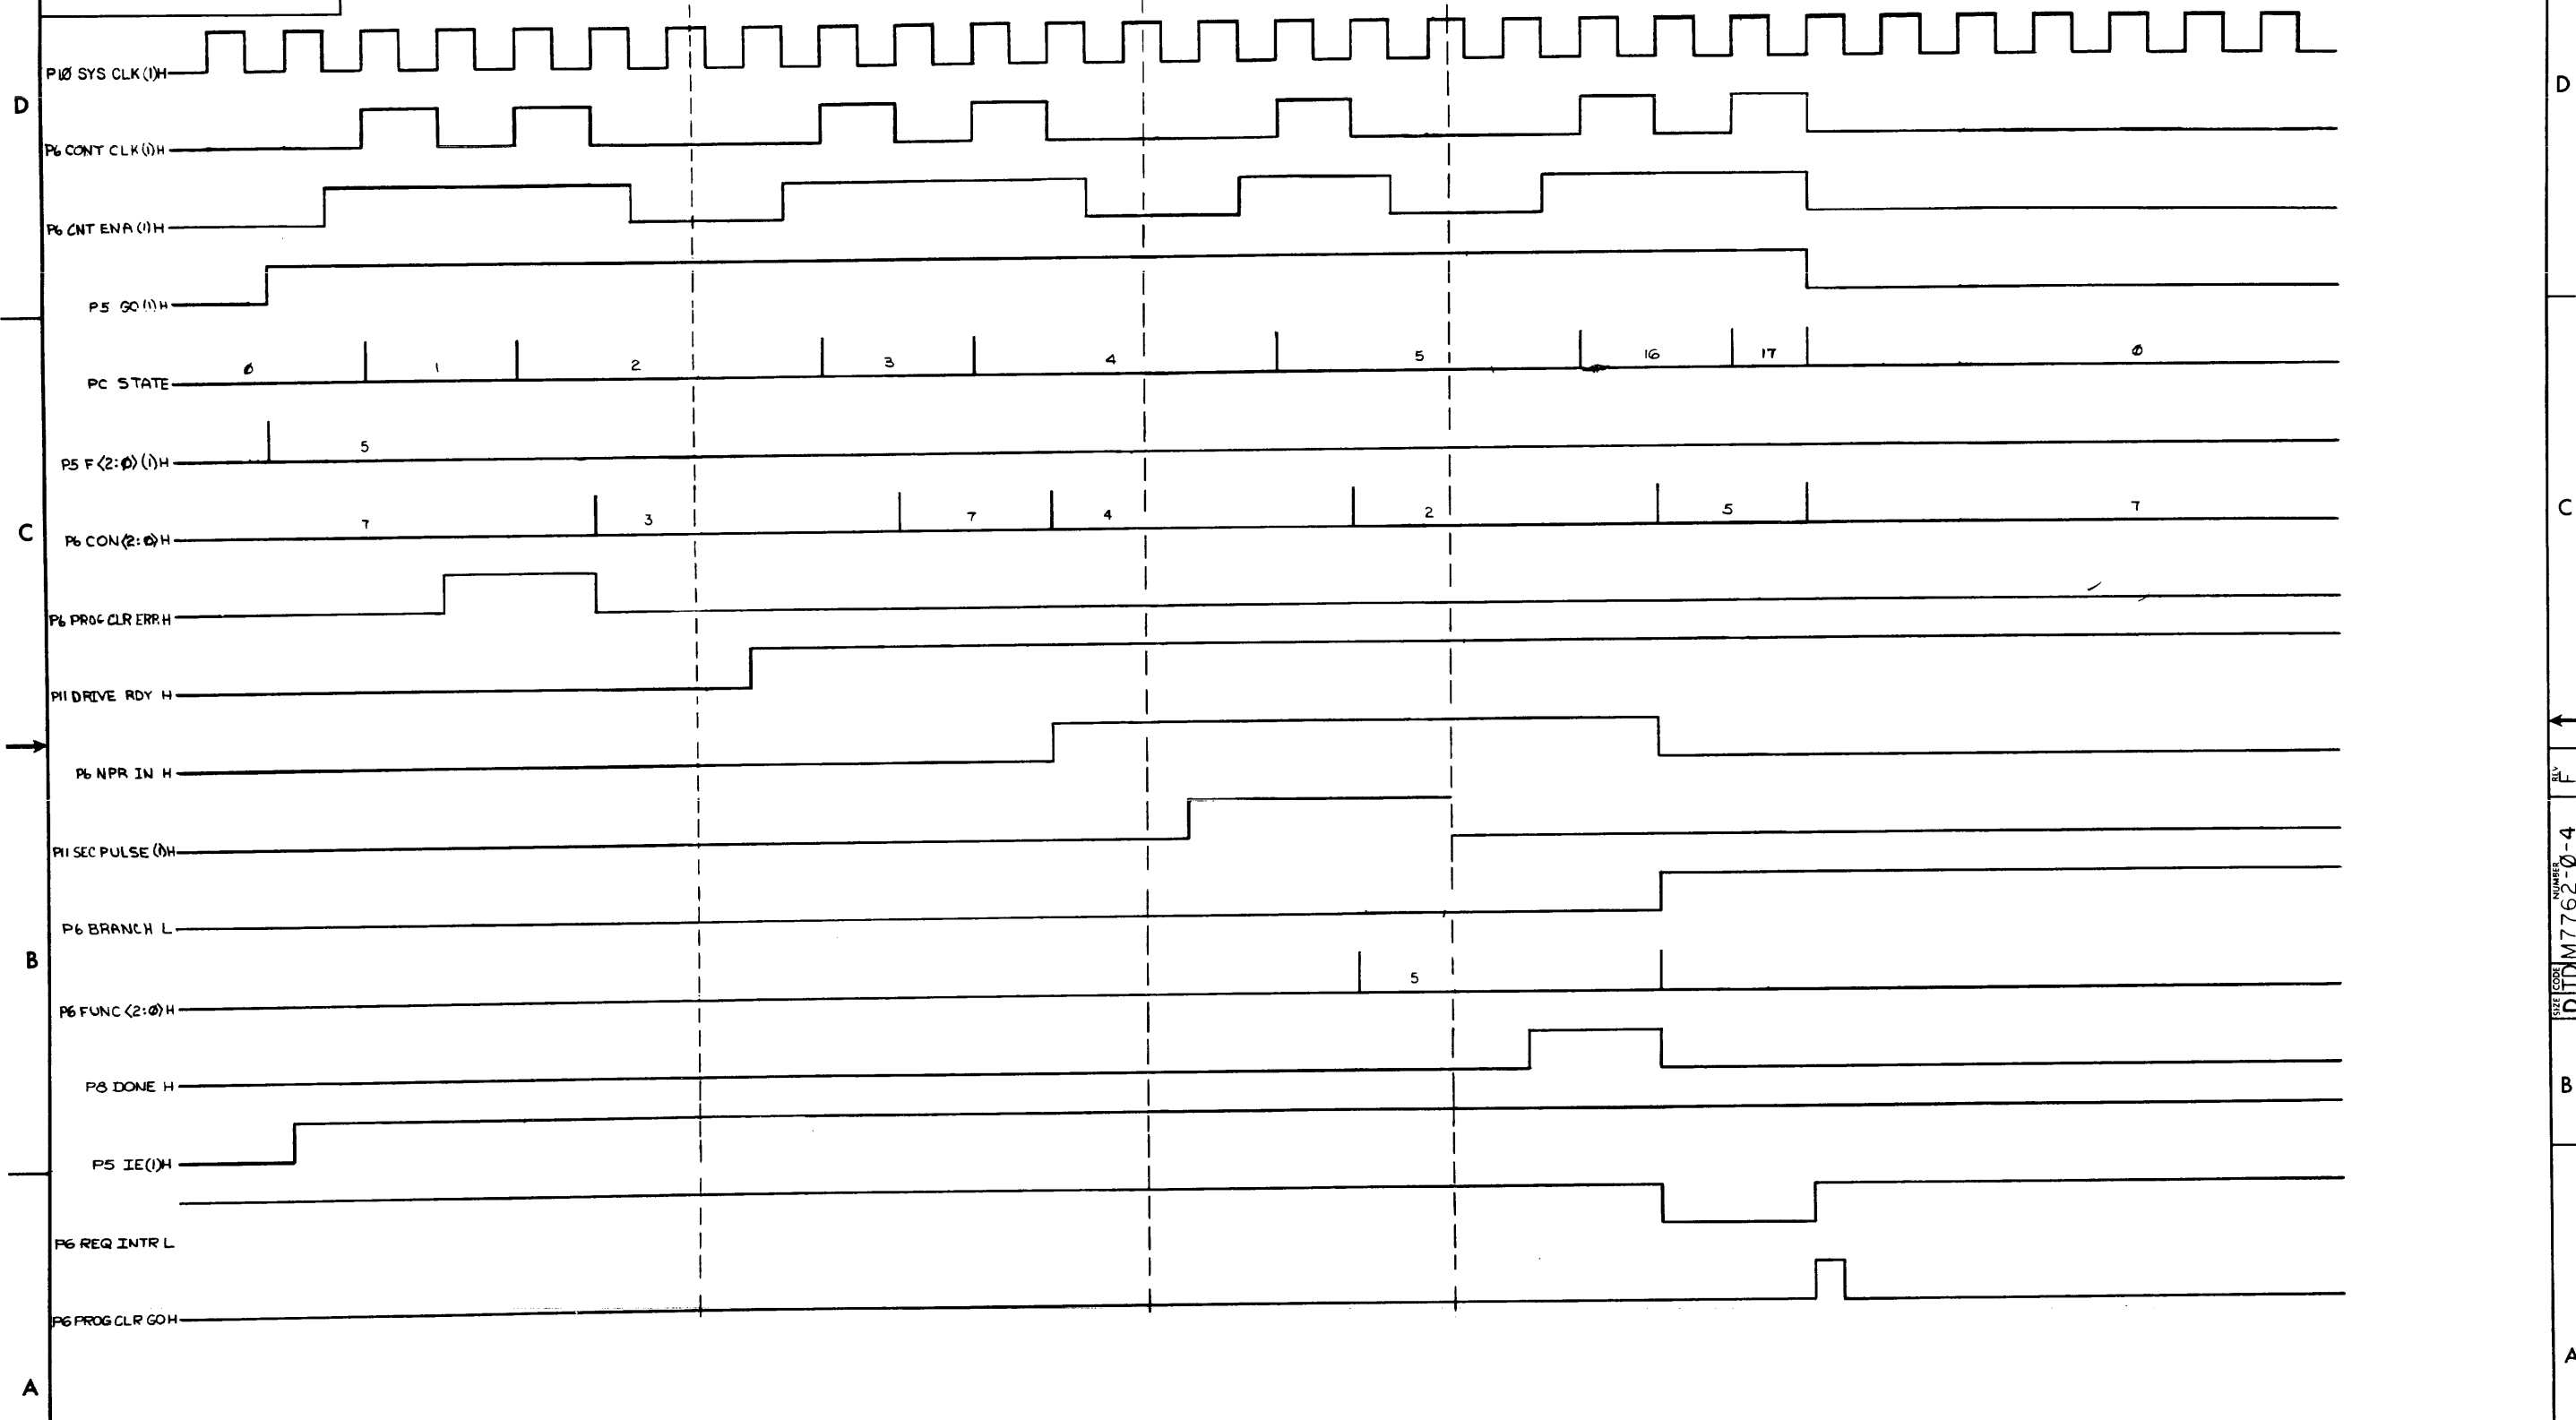 D
D
P1Ø SYS CLK(1)H
P6 CONT CLK(1)H
P6 CNT ENA(1)H
P5 GO(1)H
PC STATE Ø 1 2 3 4 5 16 17 Ø
P5 F<2:Ø>(1)H 5
C
C
P6 CON<2:Ø>H 7 3 7 4 2 5 7
P6 PROG CLR ERR H
P11 DRIVE RDY H
P6 NPR IN H
P11 SEC PULSE(1)H
P6 BRANCH L
B
P6 FUNC<2:Ø>H 5
P8 DONE H
B
P5 IE(1)H
P6 REQ INTR L
P6 PROG CLR GO H
A
A
SIZE CODE NUMBER REV
D TD M7762-Ø-4 F